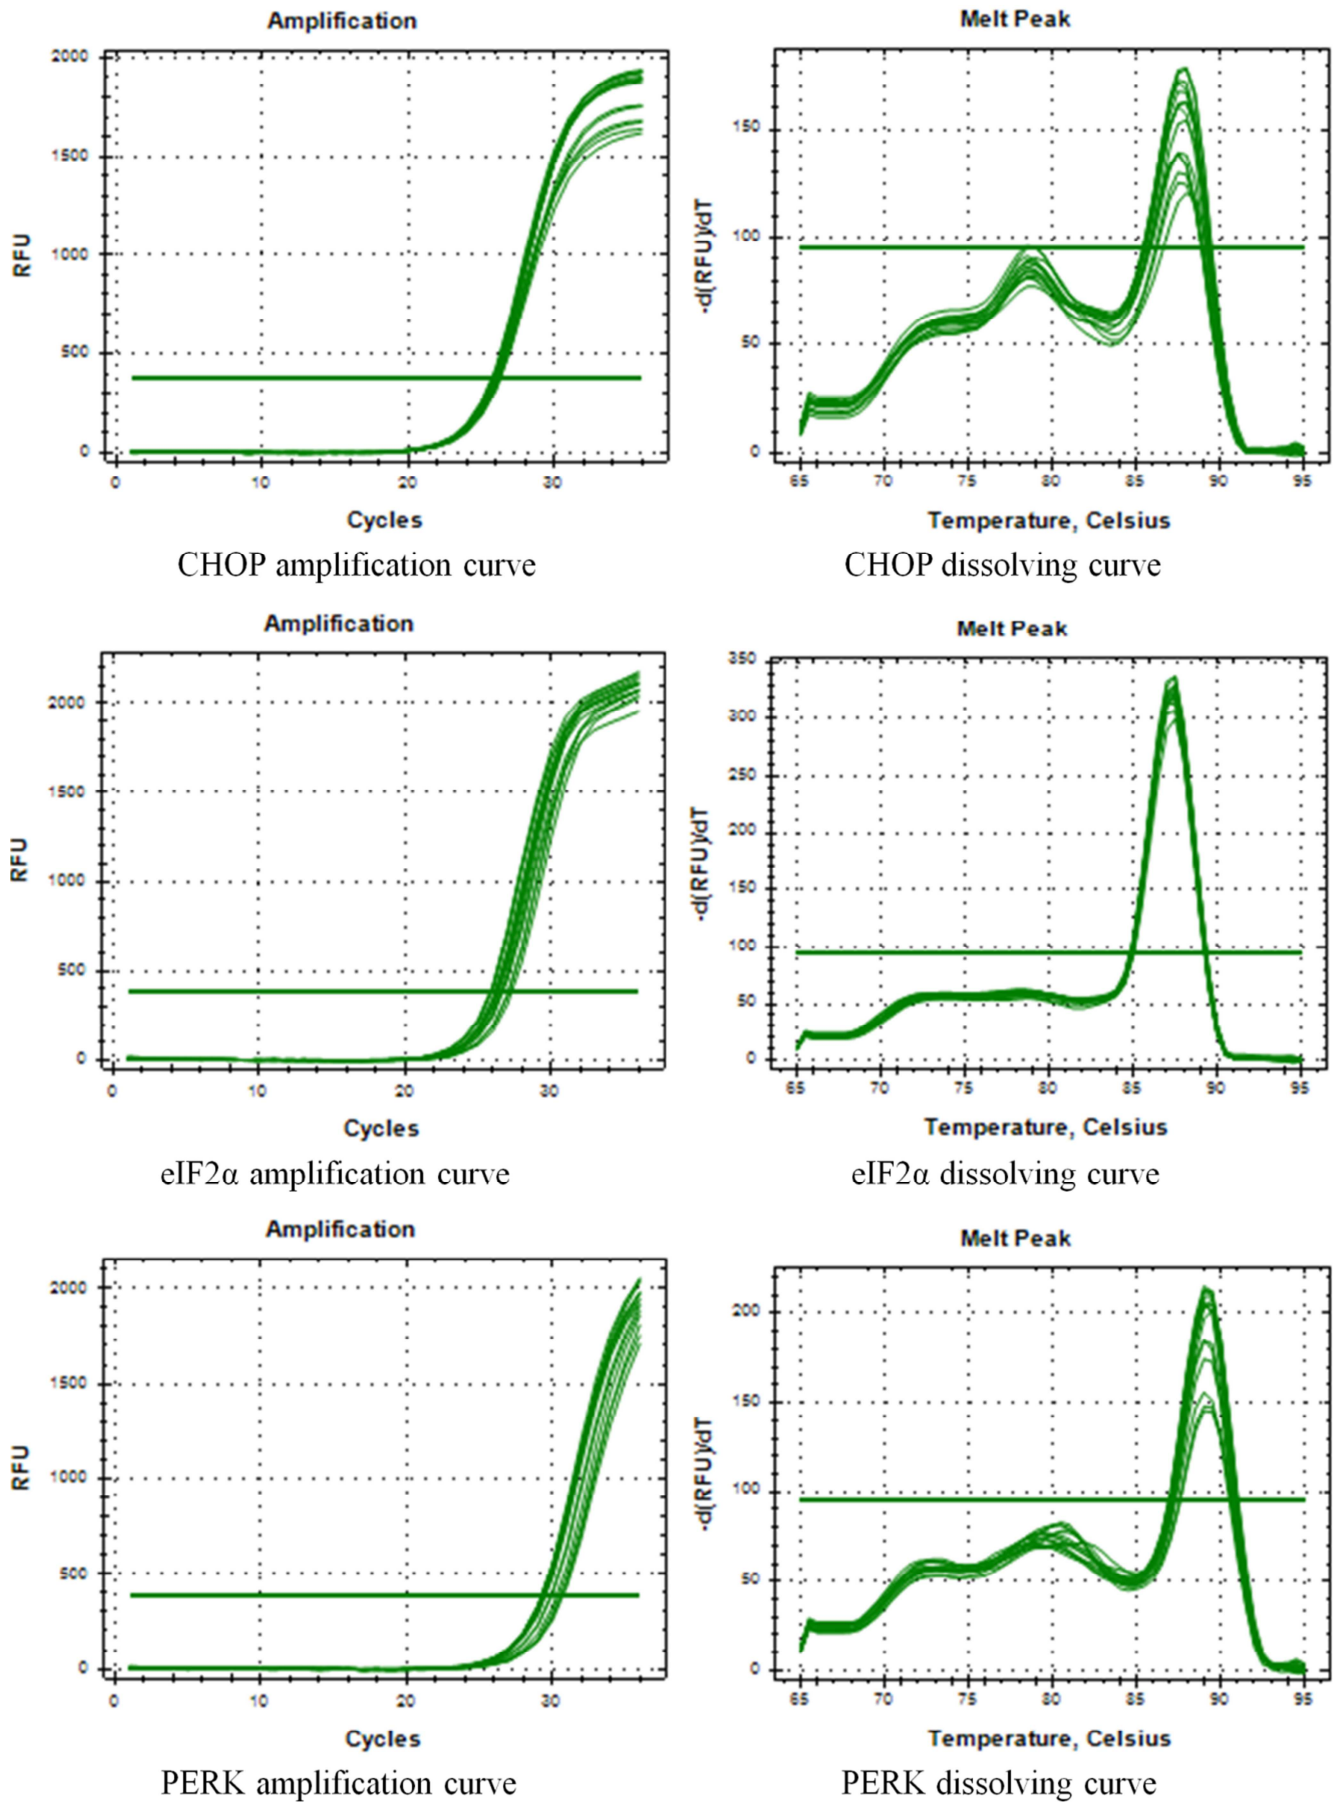 Amplification
Melt Peak
2000
1500
1000
500
0
RFU
0 10 20 30
Cycles
150
100
50
0
-d(RFU)/dT
65 70 75 80 85 90 95
Temperature, Celsius
CHOP amplification curve
CHOP dissolving curve
Amplification
Melt Peak
2000
1500
1000
500
0
RFU
0 10 20 30
Cycles
350
300
250
200
150
100
50
0
-d(RFU)/dT
65 70 75 80 85 90 95
Temperature, Celsius
eIF2α amplification curve
eIF2α dissolving curve
Amplification
Melt Peak
2000
1500
1000
500
0
RFU
0 10 20 30
Cycles
200
150
100
50
0
-d(RFU)/dT
65 70 75 80 85 90 95
Temperature, Celsius
PERK amplification curve
PERK dissolving curve